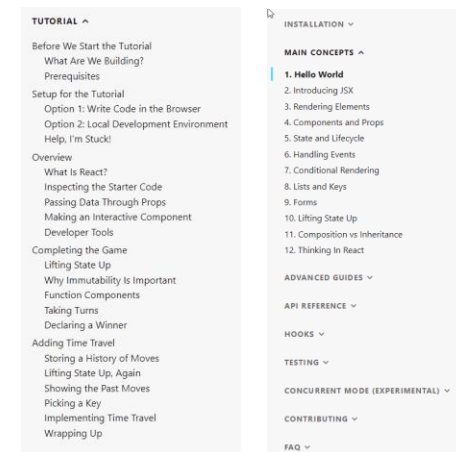 TUTORIAL
Before We Start the Tutorial
What Are We Building?
Prerequisites
Setup for the Tutorial
Option 1: Write Code in the Browser
Option 2: Local Development Environment
Help, I'm Stuck!
Overview
What Is React?
Inspecting the Starter Code
Passing Data Through Props
Making an Interactive Component
Developer Tools
Completing the Game
Lifting State Up
Why Immutability Is Important
Function Components
Taking Turns
Declaring a Winner
Adding Time Travel
Storing a History of Moves
Lifting State Up, Again
Showing the Past Moves
Picking a Key
Implementing Time Travel
Wrapping Up
INSTALLATION
MAIN CONCEPTS
1. Hello World
2. Introducing JSX
3. Rendering Elements
4. Components and Props
5. State and Lifecycle
6. Handling Events
7. Conditional Rendering
8. Lists and Keys
9. Forms
10. Lifting State Up
11. Composition vs Inheritance
12. Thinking In React
ADVANCED GUIDES
API REFERENCE
HOOKS
TESTING
CONCURRENT MODE (EXPERIMENTAL)
CONTRIBUTING
FAQ